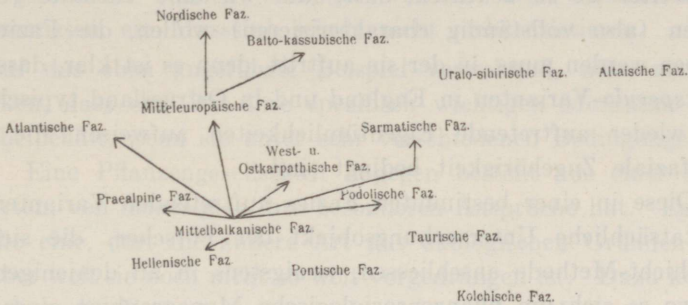 Nordische Faz.
Balto-kassubische Faz.
Uralo-sibirische Faz.
Altaische Faz.
Mitteleuropäische Faz.
Atlantische Faz.
Sarmatische Faz.
West- u.
Ostkarpathische Faz.
Praealpine Faz.
Podolische Faz.
Mittelbalkanische Faz.
Taurische Faz.
Hellenische Faz.
Pontische Faz.
Kolchische Faz.